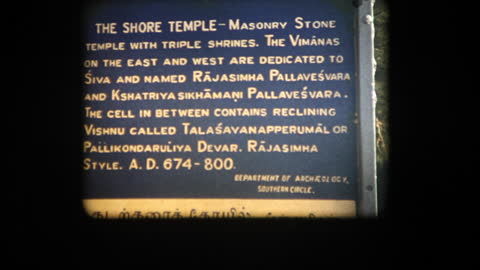 THE SHORE TEMPLE – MASONRY STONE
TEMPLE WITH TRIPLE SHRINES. THE VIMĀNAS
ON THE EAST AND WEST ARE DEDICATED TO
ŚIVA AND NAMED RĀJASIMHA PALLAVEŚVARA
AND KSHATRIYASIKHĀMAṆI PALLAVEŚVARA.
THE CELL IN BETWEEN CONTAINS RECLINING
VISHNU CALLED TALAŚAYANAPPERUMĀL OR
PAḶḶIKONDARUḶIYA DEVAR. RĀJASIMHA
STYLE. A.D. 674-800.
DEPARTMENT OF ARCHÆOLOGY,
SOUTHERN CIRCLE.